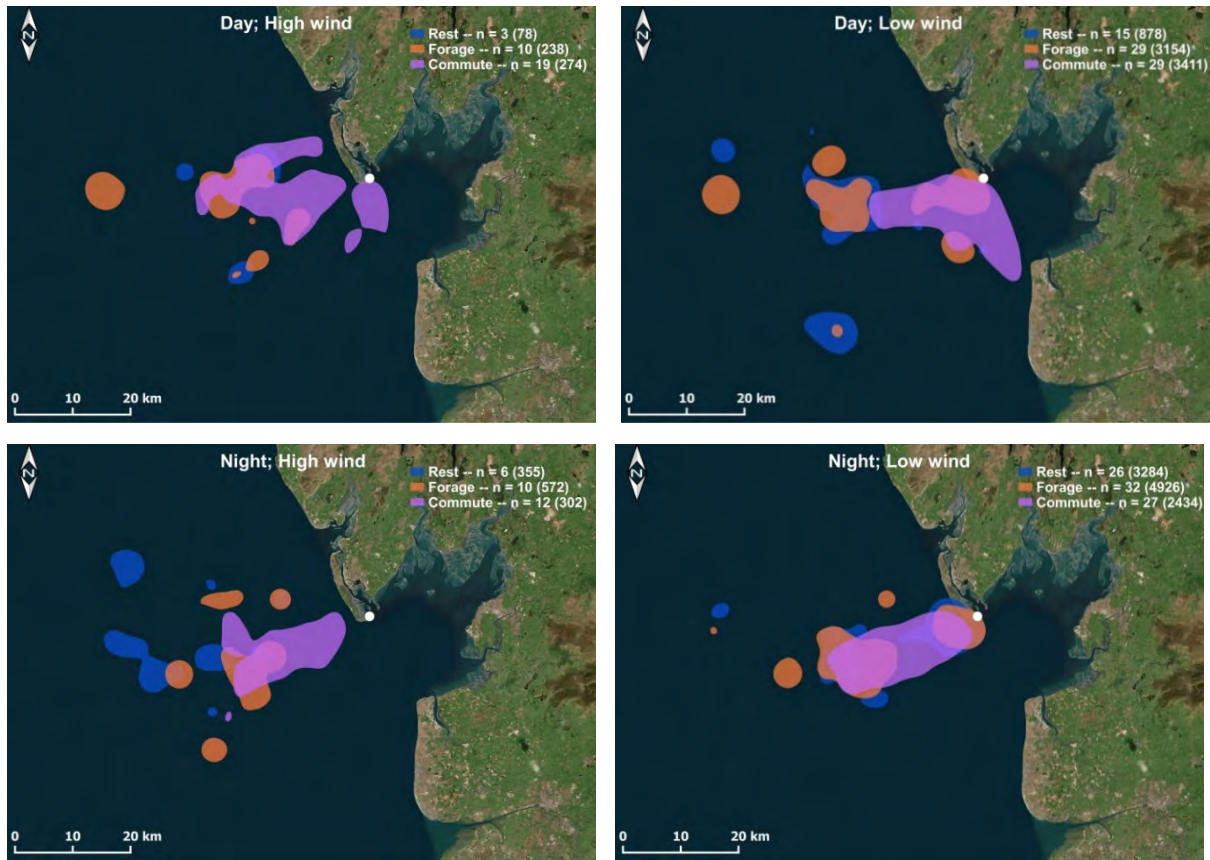 Day; High wind
Rest -- n = 3 (78)
Forage -- n = 10 (238)
Commute -- n = 19 (274)
N
0 10 20 km
Day; Low wind
Rest -- n = 15 (878)
Forage -- n = 29 (3154)
Commute -- n = 29 (3411)
N
0 10 20 km
Night; High wind
Rest -- n = 6 (355)
Forage -- n = 10 (572)
Commute -- n = 12 (302)
N
0 10 20 km
Night; Low wind
Rest -- n = 26 (3284)
Forage -- n = 32 (4926)
Commute -- n = 27 (2434)
N
0 10 20 km